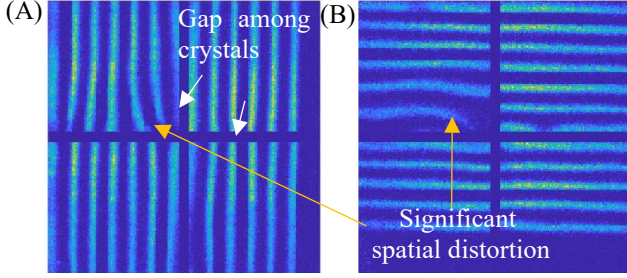 (A)
Gap among
crystals
(B)
Significant
spatial distortion